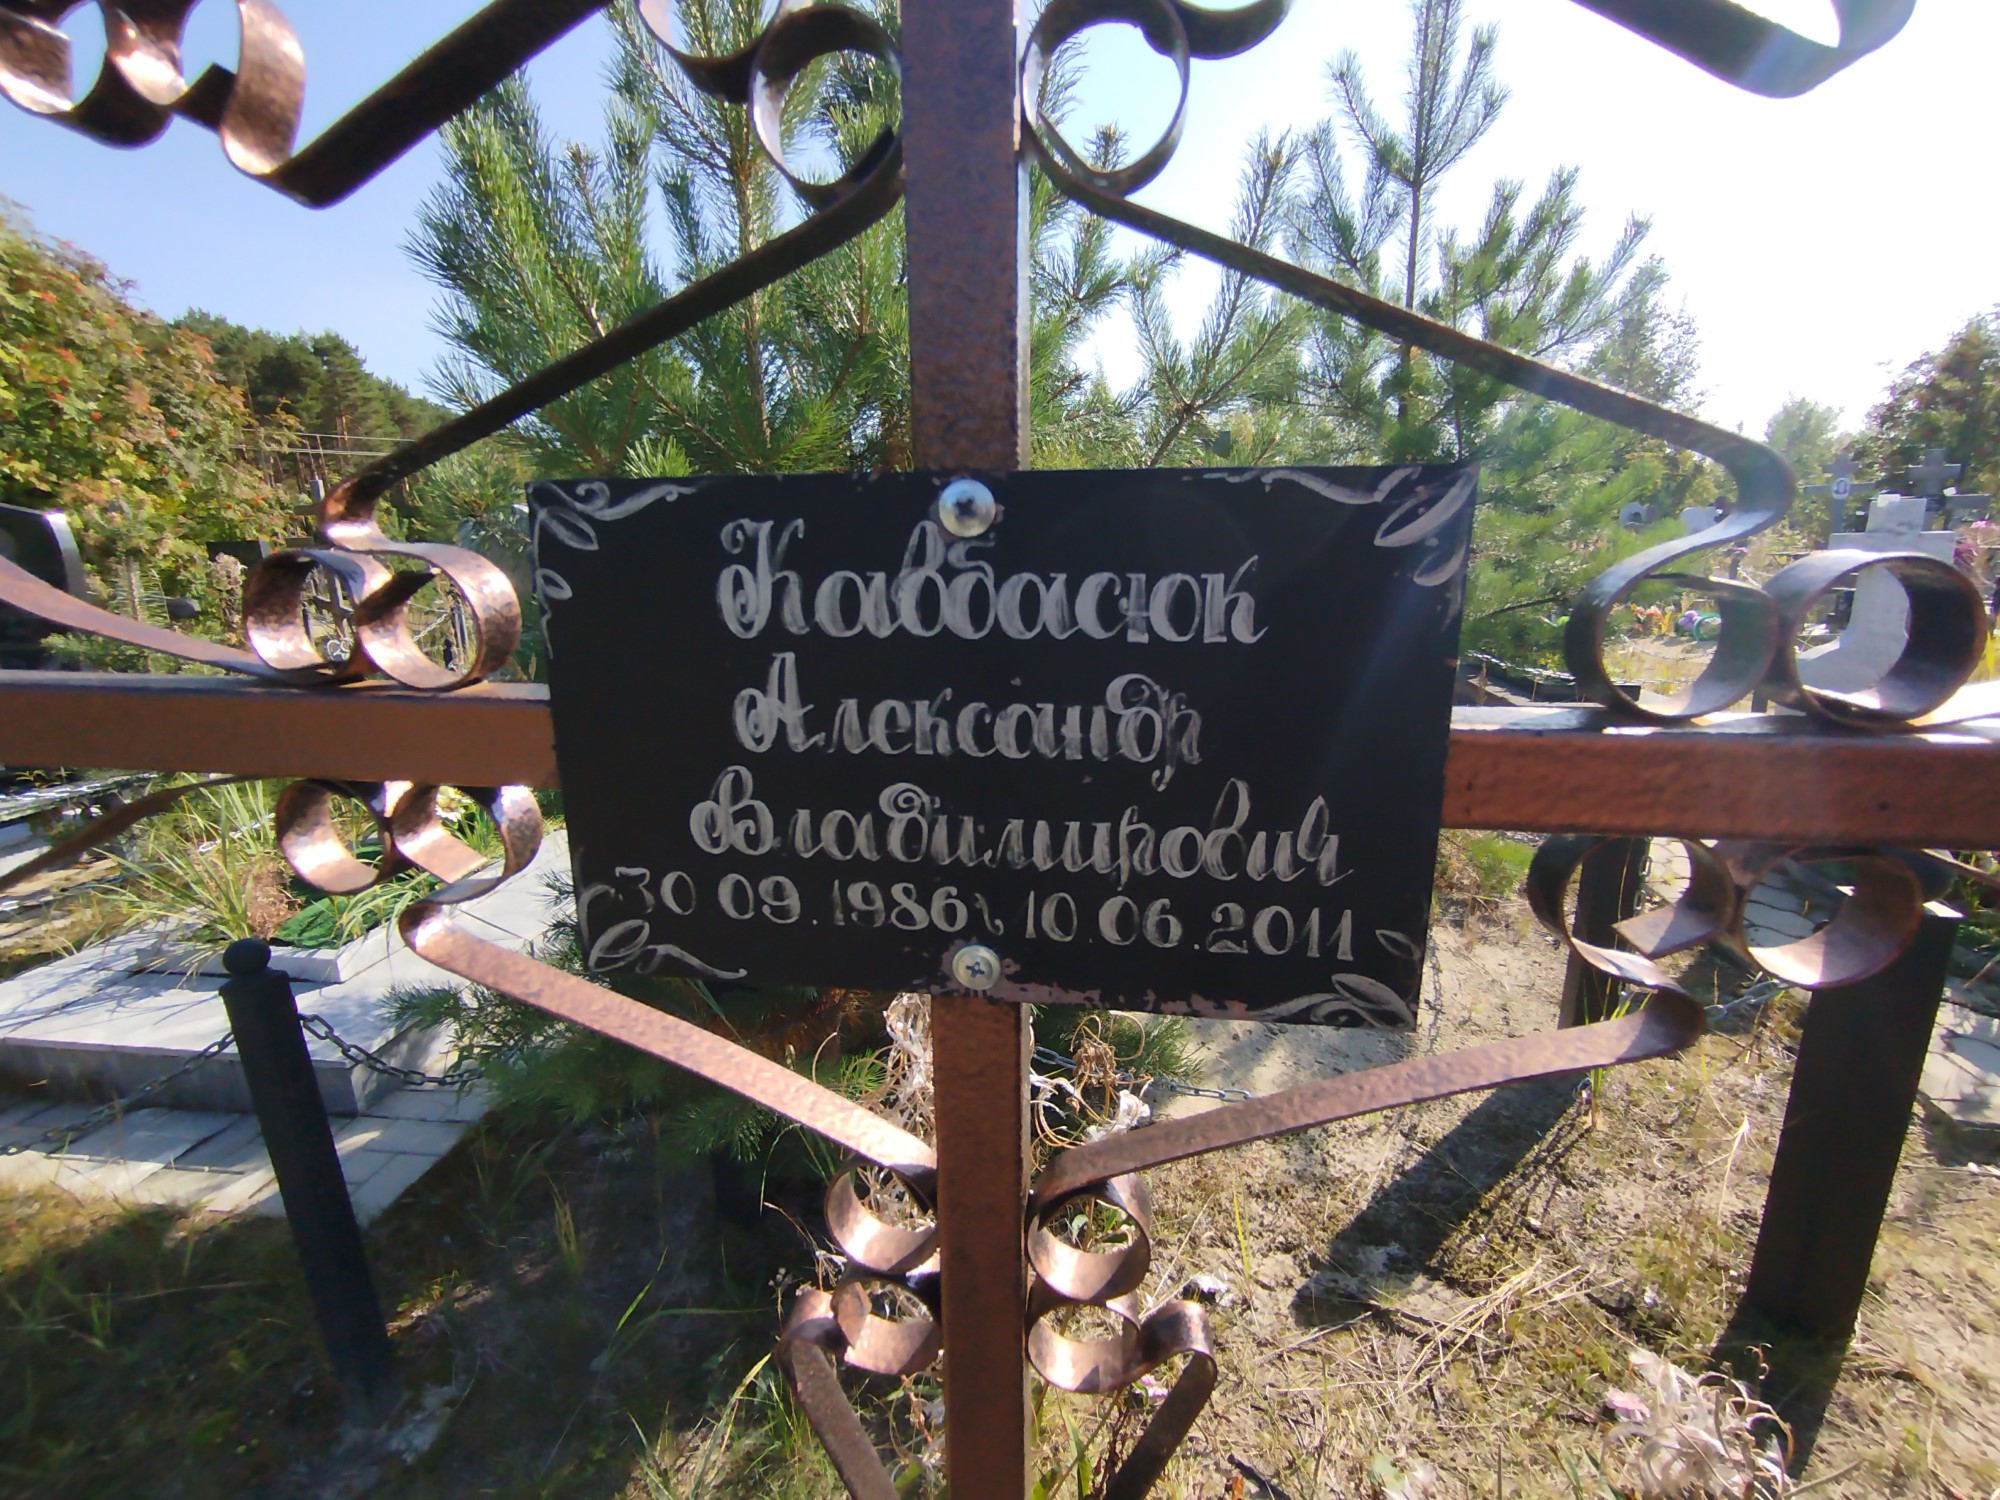 Кавбасюк
Александр
Владимирович
30 09.1986г 10.06.2011